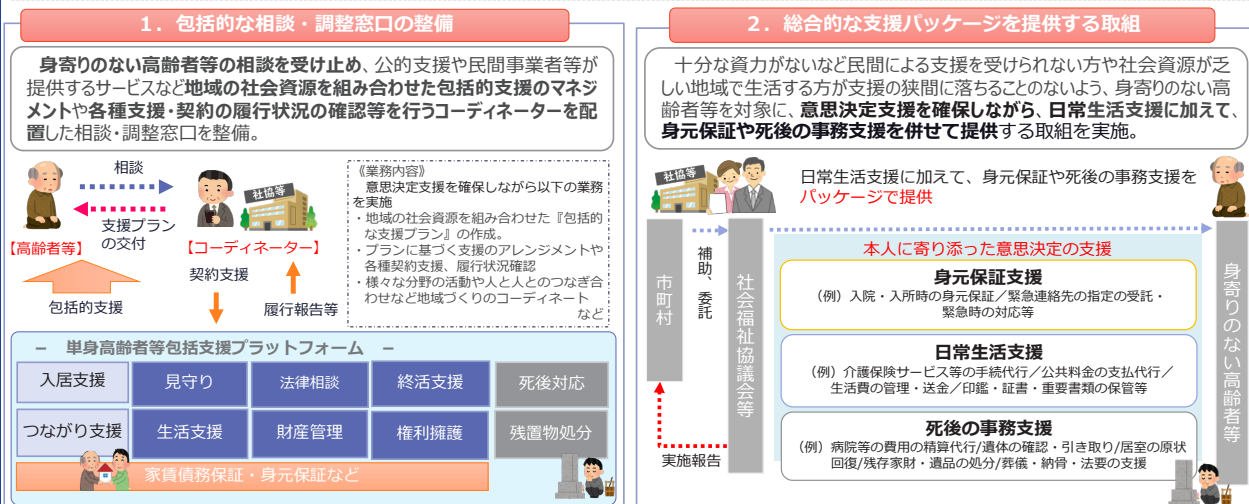 1．包括的な相談・調整窓口の整備
身寄りのない高齢者等の相談を受け止め、公的支援や民間事業者等が
提供するサービスなど地域の社会資源を組み合わせた包括的支援のマネジ
メントや各種支援・契約の履行状況の確認等を行うコーディネーターを配
置した相談・調整窓口を整備。
相談
支援プラン
の交付
社協等
【高齢者等】
【コーディネーター】
包括的支援
契約支援
履行報告等
《業務内容》
意思決定支援を確保しながら以下の業務
を実施
・地域の社会資源を組み合わせた『包括的
な支援プラン』の作成。
・プランに基づく支援のアレンジメントや
各種契約支援、履行状況確認
・様々な分野の活動や人と人とのつなぎ合
わせなど地域づくりのコーディネート
など
－ 単身高齢者等包括支援プラットフォーム －
入居支援 見守り 法律相談 終活支援 死後対応
つながり支援 生活支援 財産管理 権利擁護 残置物処分
家賃債務保証・身元保証など
2．総合的な支援パッケージを提供する取組
十分な資力がないなど民間による支援を受けられない方や社会資源が乏
しい地域で生活する方が支援の狭間に落ちることのないよう、身寄りのない高
齢者等を対象に、意思決定支援を確保しながら、日常生活支援に加えて、
身元保証や死後の事務支援を併せて提供する取組を実施。
社協等
日常生活支援に加えて、身元保証や死後の事務支援を
パッケージで提供
市町村
補助、委託
社会福祉協議会等
実施報告
本人に寄り添った意思決定の支援
身元保証支援
（例）入院・入所時の身元保証／緊急連絡先の指定の受託・
緊急時の対応等
日常生活支援
（例）介護保険サービス等の手続代行／公共料金の支払代行／
生活費の管理・送金／印鑑・証書・重要書類の保管等
死後の事務支援
（例）病院等の費用の精算代行/遺体の確認・引き取り/居室の原状
回復/残存家財・遺品の処分/葬儀・納骨・法要の支援
身寄りのない高齢者等